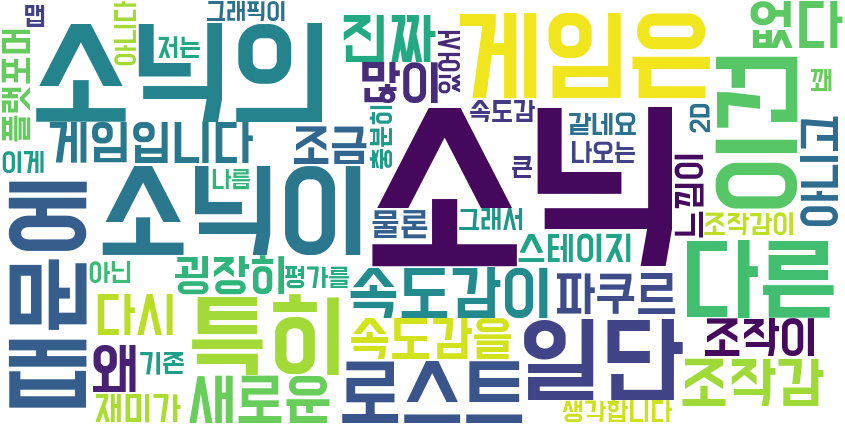 맵
아니다
그래픽이
저는
소닉의
진짜
있어서
게임은
없다
플랫포머
많이
속도감
같네요
2D
꽤
이건
게임입니다
조금
충분히
나오는
큰
이게
나름
소닉이
소닉
느낌이
아니고
몸통
물론
그래서
조작감이
스테이지
아닌
굉장히
평가를
속도감이
파쿠르
다른
다시
특히
속도감을
일단
조작이
왜
기존
재미가
새로운
로스트
조작감
생각합니다